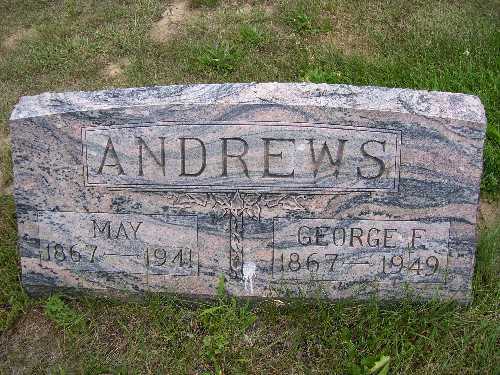 ANDREWS
MAY
1867 — 1941
GEORGE F.
1867 — 1949